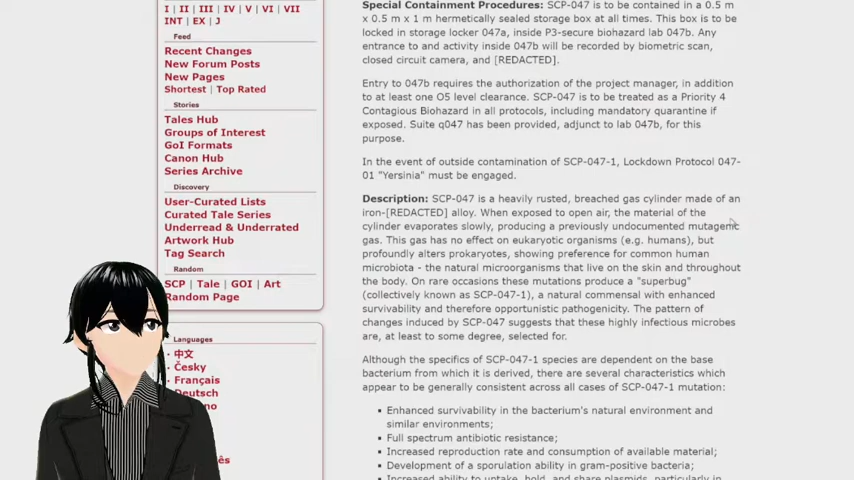 I | II | III | IV | V | VI | VII
INT | EX | J
Feed
Recent Changes
New Forum Posts
New Pages
Shortest | Top Rated
Stories
Tales Hub
Groups of Interest
GoI Formats
Canon Hub
Series Archive
Discovery
User-Curated Lists
Curated Tale Series
Underread & Underrated
Artwork Hub
Tag Search
Random
SCP | Tale | GOI | Art
Random Page
Languages
中文
Česky
Français
Deutsch
Special Containment Procedures: SCP-047 is to be contained in a 0.5 m
x 0.5 m x 1 m hermetically sealed storage box at all times. This box is to be
locked in storage locker 047a, inside P3-secure biohazard lab 047b. Any
entrance to and activity inside 047b will be recorded by biometric scan,
closed circuit camera, and [REDACTED].
Entry to 047b requires the authorization of the project manager, in addition
to at least one O5 level clearance. SCP-047 is to be treated as a Priority 4
Contagious Biohazard in all protocols, including mandatory quarantine if
exposed. Suite q047 has been provided, adjunct to lab 047b, for this
purpose.
In the event of outside contamination of SCP-047-1, Lockdown Protocol 047-
01 "Yersinia" must be engaged.
Description: SCP-047 is a heavily rusted, breached gas cylinder made of an
iron-[REDACTED] alloy. When exposed to open air, the material of the
cylinder evaporates slowly, producing a previously undocumented mutagenic
gas. This gas has no effect on eukaryotic organisms (e.g. humans), but
profoundly alters prokaryotes, showing preference for common human
microbiota - the natural microorganisms that live on the skin and throughout
the body. On rare occasions these mutations produce a "superbug"
(collectively known as SCP-047-1), a natural commensal with enhanced
survivability and therefore opportunistic pathogenicity. The pattern of
changes induced by SCP-047 suggests that these highly infectious microbes
are, at least to some degree, selected for.
Although the specifics of SCP-047-1 species are dependent on the base
bacterium from which it is derived, there are several characteristics which
appear to be generally consistent across all cases of SCP-047-1 mutation:
Enhanced survivability in the bacterium's natural environment and
similar environments;
Full spectrum antibiotic resistance;
Increased reproduction rate and consumption of available material;
Development of a sporulation ability in gram-positive bacteria;
Increased ability to uptake, hold, and share plasmids, particularly in